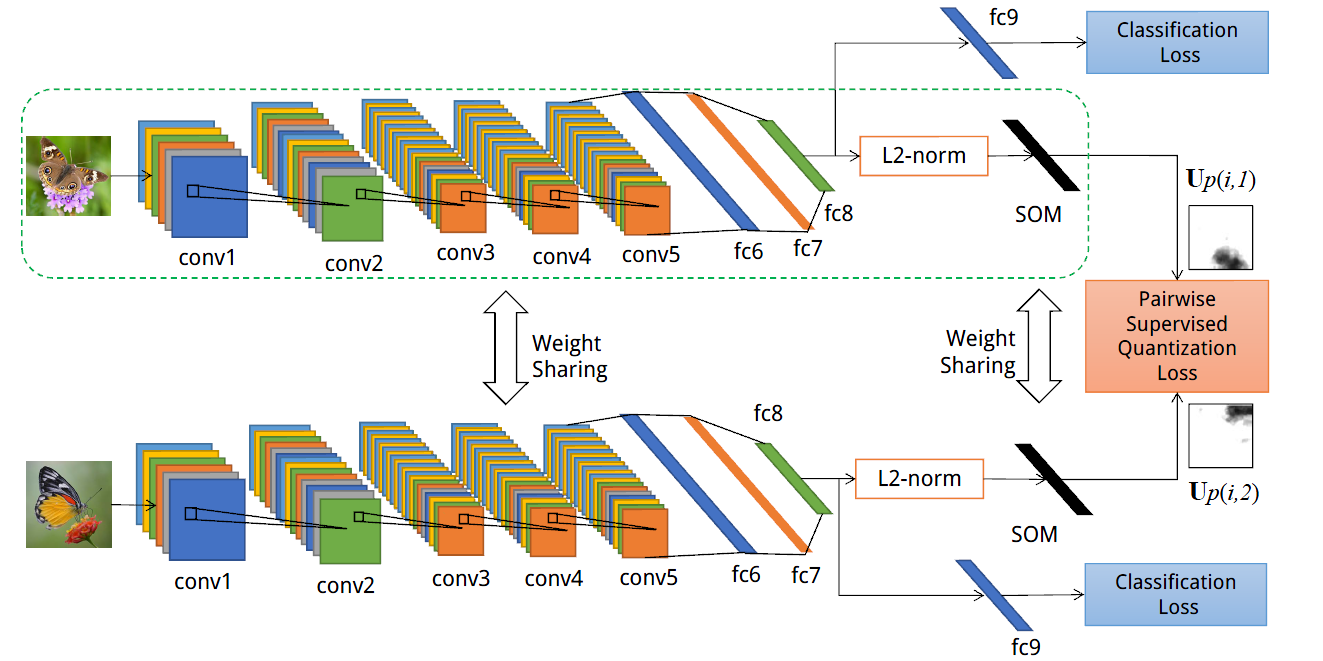 fc9
Classification
Loss
L2-norm
SOM
Up(i,1)
fc8
fc7
fc6
conv1
conv2
conv3
conv4
conv5
Weight
Sharing
Weight
Sharing
Pairwise
Supervised
Quantization
Loss
fc8
L2-norm
Up(i,2)
SOM
conv1
conv2
conv3
conv4
conv5
fc6
fc7
Classification
Loss
fc9